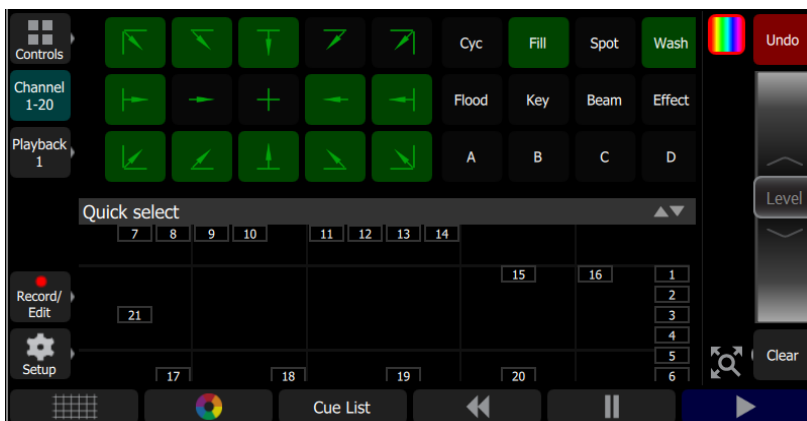 Controls
Cyc Fill Spot Wash
Undo
Channel
1-20
Flood Key Beam Effect
Playback
1
A B C D
Level
Quick select
7 8 9 10 11 12 13 14
15 16 1
Record/
Edit
2
21 3
4
Setup
5
Clear
17 18 19 20 6
Cue List